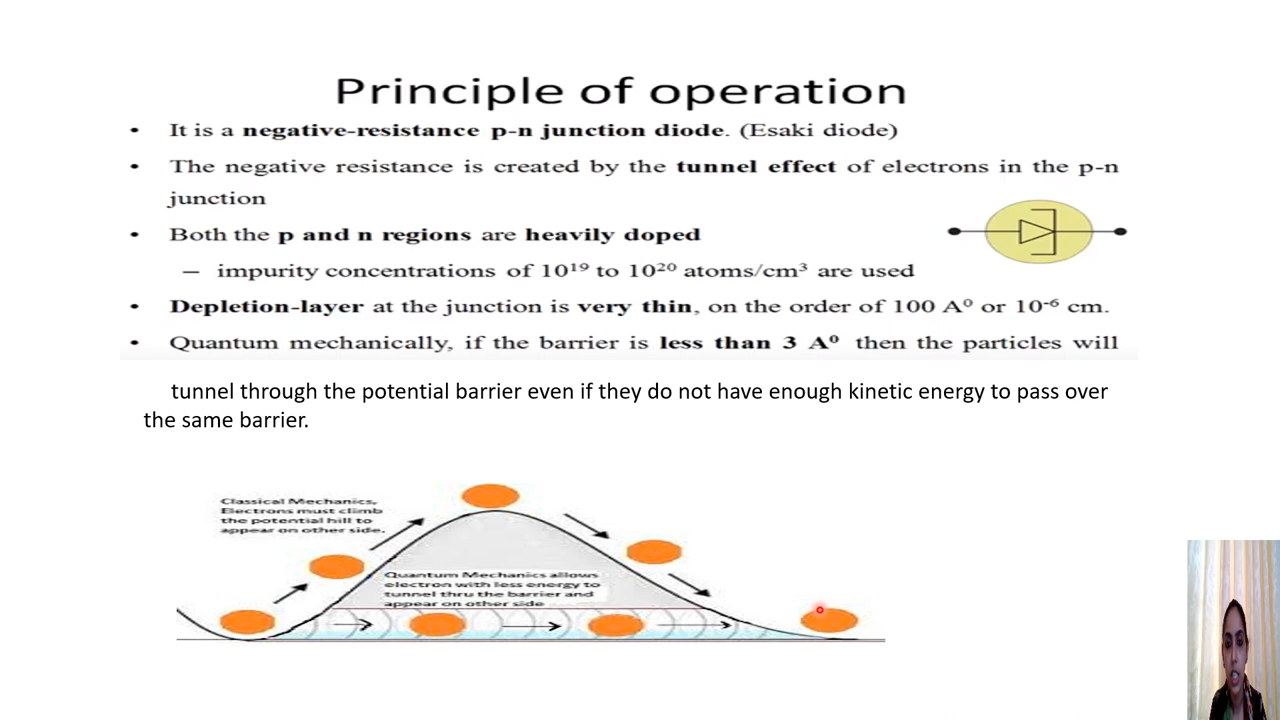 Principle of operation
• It is a negative-resistance p-n junction diode. (Esaki diode)
• The negative resistance is created by the tunnel effect of electrons in the p-n
junction
• Both the p and n regions are heavily doped
– impurity concentrations of 10¹⁹ to 10²⁰ atoms/cm³ are used
• Depletion-layer at the junction is very thin, on the order of 100 A⁰ or 10⁻⁶ cm.
• Quantum mechanically, if the barrier is less than 3 A⁰ then the particles will
tunnel through the potential barrier even if they do not have enough kinetic energy to pass over
the same barrier.
Classical Mechanics,
Electrons must climb
the potential hill to
appear on other side.
Quantum Mechanics allows
electron with less energy to
tunnel thru the barrier and
appear on other side